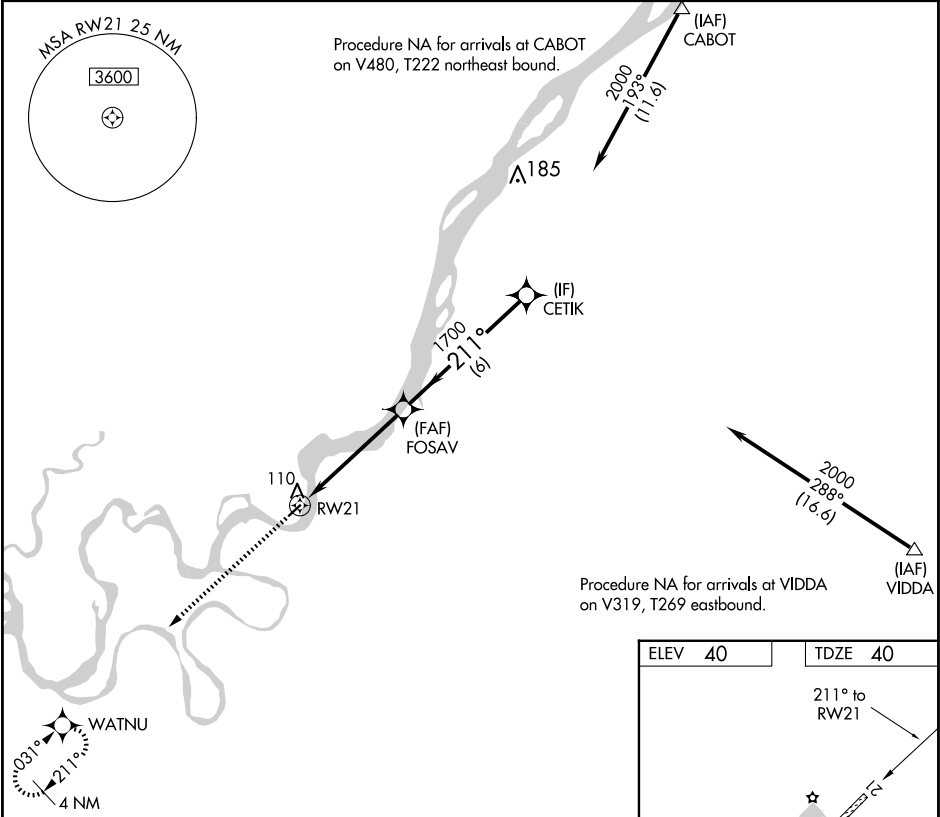 MSA RW21 25 NM
3600
Procedure NA for arrivals at CABOT
on V480, T222 northeast bound.
(IAF)
CABOT
2000
193°
(11.6)
185
(IF)
CETIK
1700
211°
(6)
(FAF)
FOSAV
110
RW21
2000
288°
(16.6)
(IAF)
VIDDA
Procedure NA for arrivals at VIDDA
on V319, T269 eastbound.
WATNU
031°
211°
4 NM
ELEV 40
TDZE 40
211° to
RW21
21